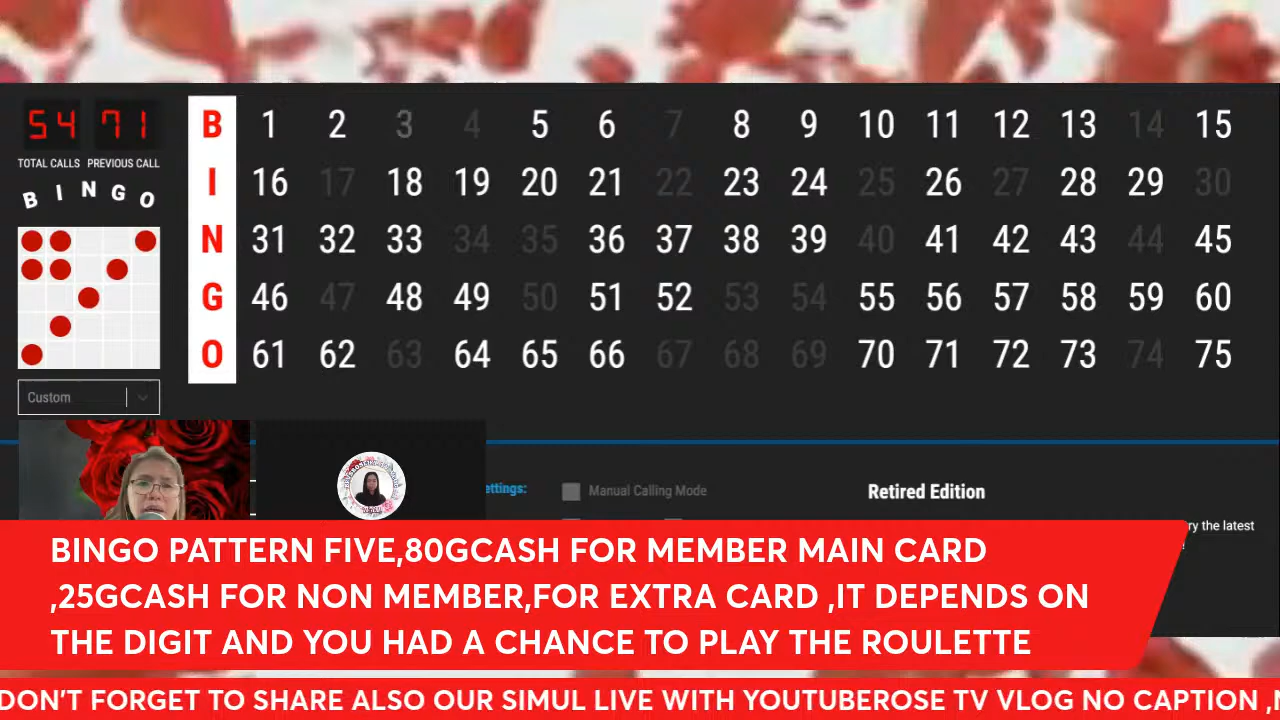 54 71
TOTAL CALLS PREVIOUS CALL
BINGO
B 1 2 3 4 5 6 7 8 9 10 11 12 13 14 15
I 16 17 18 19 20 21 22 23 24 25 26 27 28 29 30
N 31 32 33 34 35 36 37 38 39 40 41 42 43 44 45
G 46 47 48 49 50 51 52 53 54 55 56 57 58 59 60
O 61 62 63 64 65 66 67 68 69 70 71 72 73 74 75
Custom
ettings: Manual Calling Mode Retired Edition
ry the latest
BINGO PATTERN FIVE,80GCASH FOR MEMBER MAIN CARD
,25GCASH FOR NON MEMBER,FOR EXTRA CARD ,IT DEPENDS ON
THE DIGIT AND YOU HAD A CHANCE TO PLAY THE ROULETTE
DON'T FORGET TO SHARE ALSO OUR SIMUL LIVE WITH YOUTUBEROSE TV VLOG NO CAPTION ,